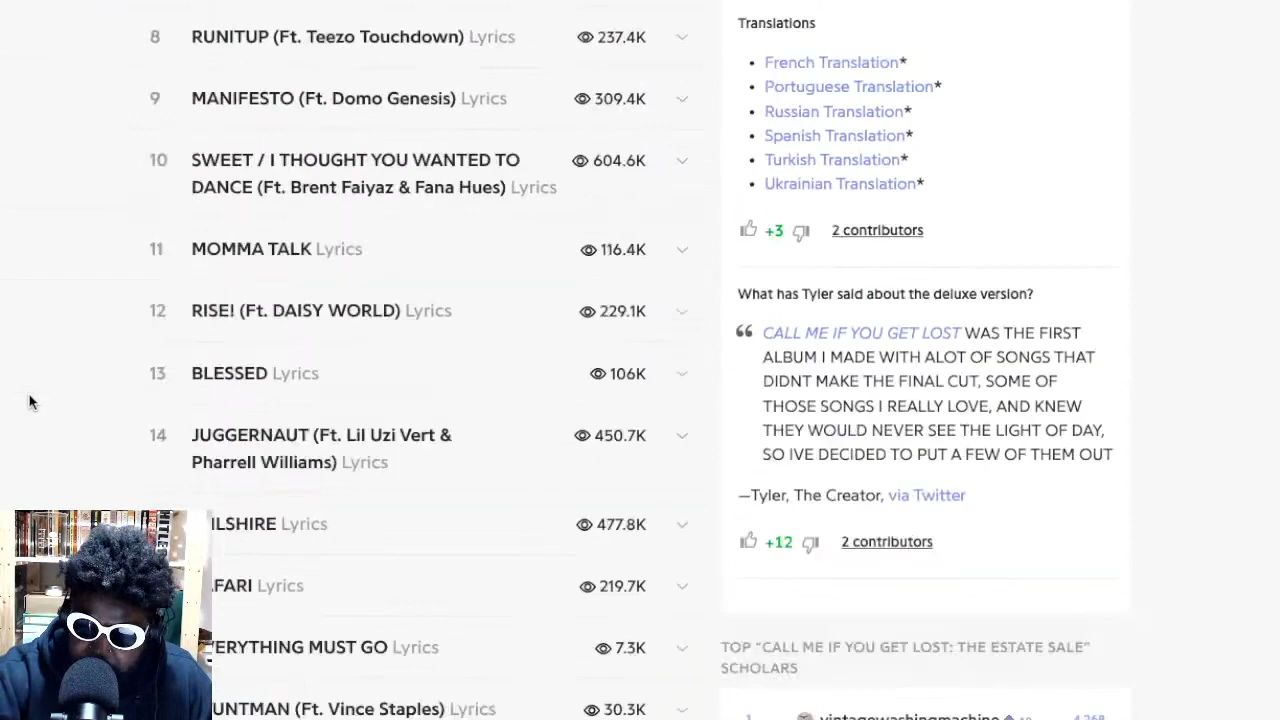 8 RUNITUP (Ft. Teezo Touchdown) Lyrics 237.4K
9 MANIFESTO (Ft. Domo Genesis) Lyrics 309.4K
10 SWEET / I THOUGHT YOU WANTED TO 604.6K
DANCE (Ft. Brent Faiyaz & Fana Hues) Lyrics
11 MOMMA TALK Lyrics 116.4K
12 RISE! (Ft. DAISY WORLD) Lyrics 229.1K
13 BLESSED Lyrics 106K
14 JUGGERNAUT (Ft. Lil Uzi Vert & 450.7K
Pharrell Williams) Lyrics
ILSHIRE Lyrics 477.8K
AFARI Lyrics 219.7K
VERYTHING MUST GO Lyrics 7.3K
UNTMAN (Ft. Vince Staples) Lyrics 30.3K
Translations
• French Translation*
• Portuguese Translation*
• Russian Translation*
• Spanish Translation*
• Turkish Translation*
• Ukrainian Translation*
+3 2 contributors
What has Tyler said about the deluxe version?
“ CALL ME IF YOU GET LOST WAS THE FIRST
ALBUM I MADE WITH ALOT OF SONGS THAT
DIDNT MAKE THE FINAL CUT, SOME OF
THOSE SONGS I REALLY LOVE, AND KNEW
THEY WOULD NEVER SEE THE LIGHT OF DAY,
SO IVE DECIDED TO PUT A FEW OF THEM OUT
—Tyler, The Creator, via Twitter
+12 2 contributors
TOP “CALL ME IF YOU GET LOST: THE ESTATE SALE”
SCHOLARS
1 vintagewashingmachine 4,268